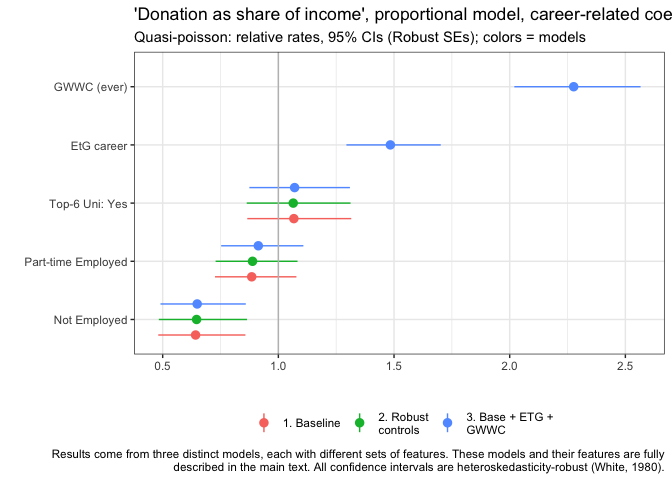 'Donation as share of income', proportional model, career-related coe
Quasi-poisson: relative rates, 95% CIs (Robust SEs); colors = models
GWWC (ever)
EtG career
Top-6 Uni: Yes
Part-time Employed
Not Employed
0.5 1.0 1.5 2.0 2.5
1. Baseline
2. Robust
controls
3. Base + ETG +
GWWC
Results come from three distinct models, each with different sets of features. These models and their features are fully
described in the main text. All confidence intervals are heteroskedasticity-robust (White, 1980).